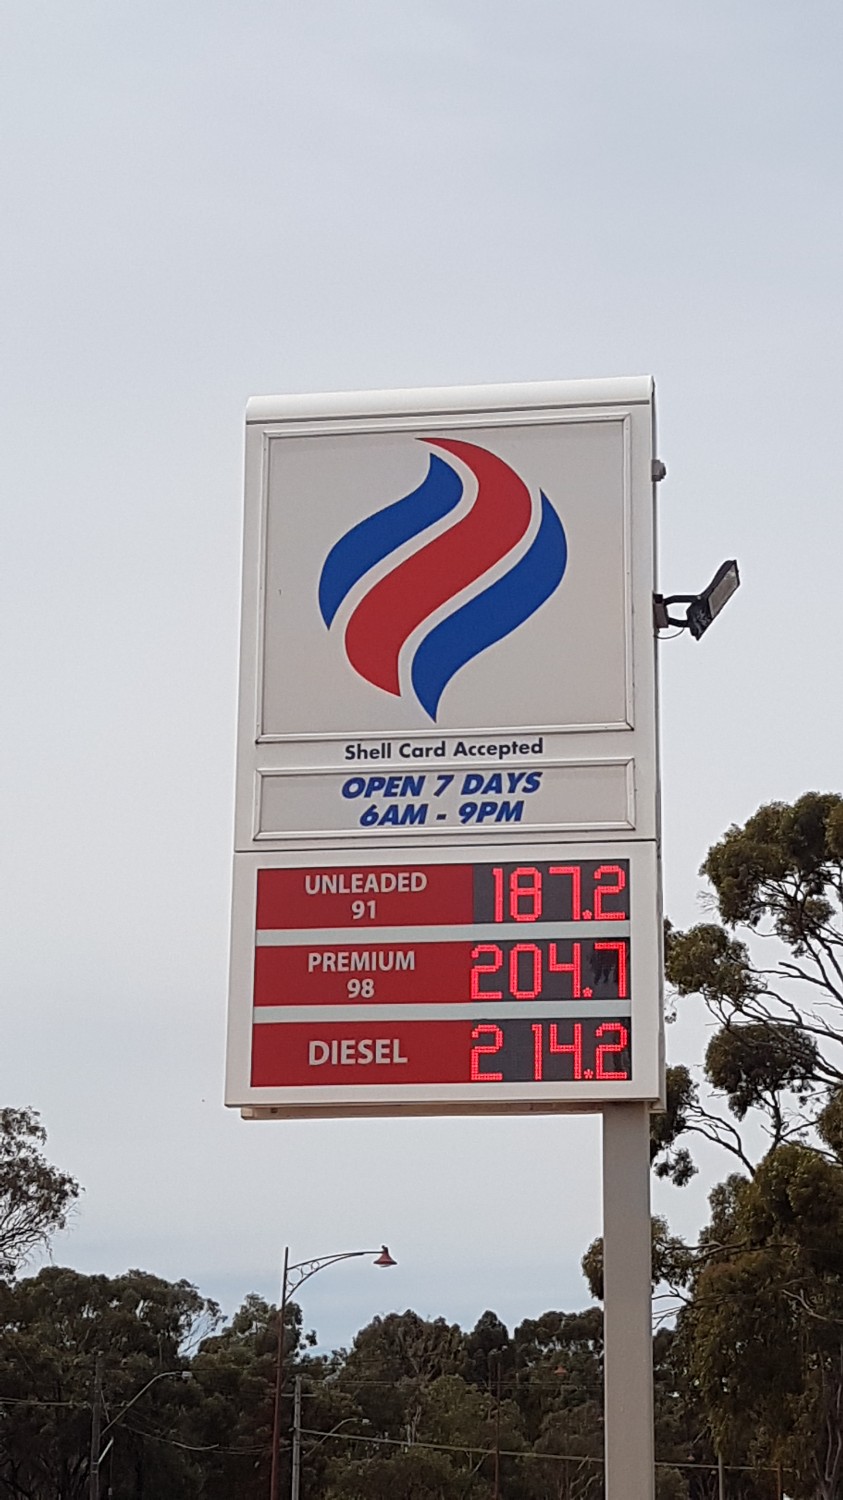 Shell Card Accepted
OPEN 7 DAYS
6AM - 9PM
UNLEADED
91
187.2
PREMIUM
98
204.7
DIESEL
214.2